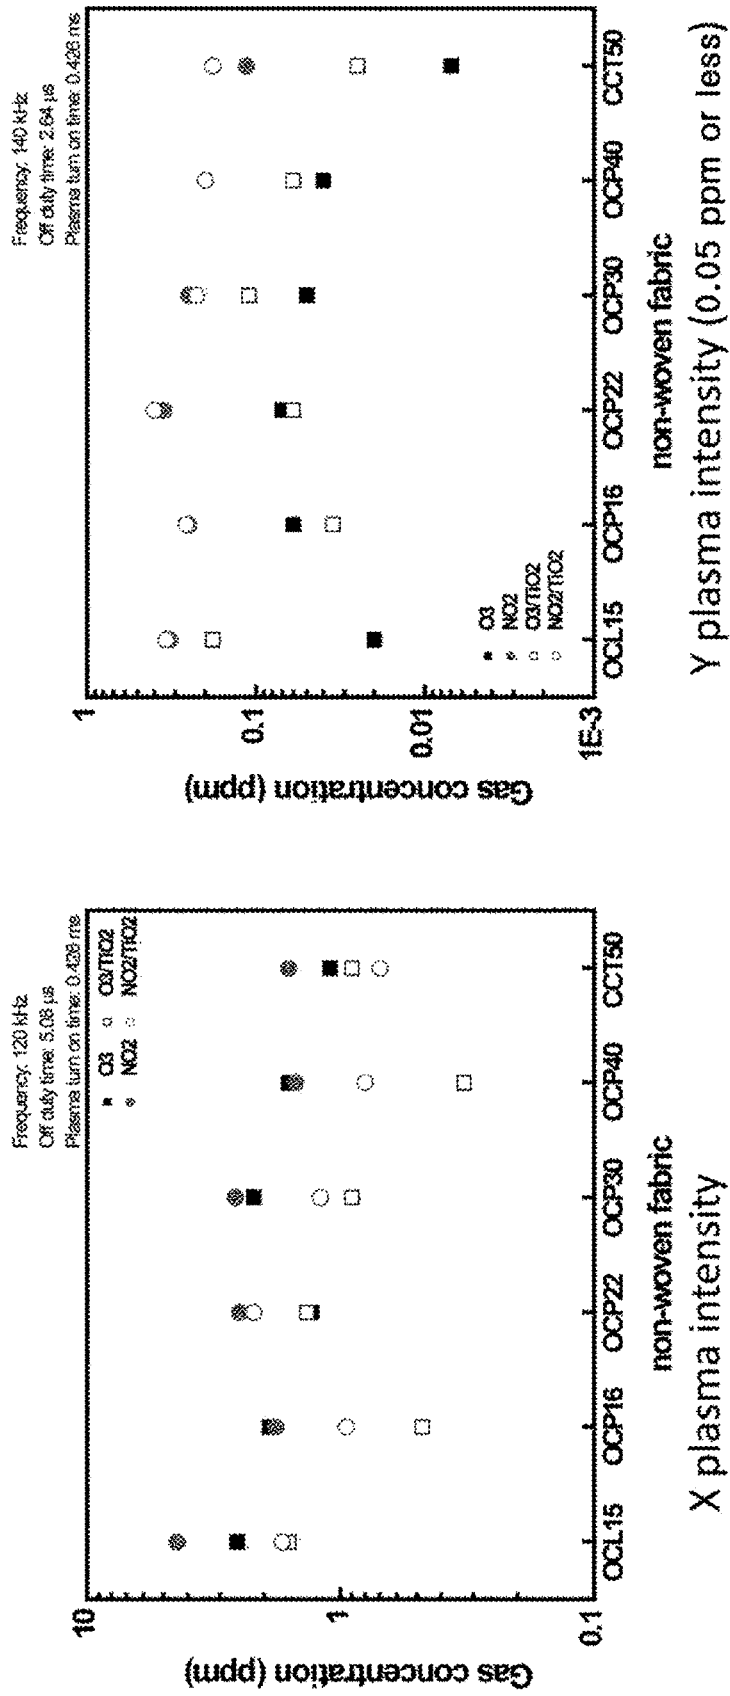 Frequency: 120 kHz
Off duty time: 5.08 µs
Plasma turn on time: 0.428 ms
O3
O3/TiO2
NO2
NO2/TiO2
10
1
0.1
Gas concentration (ppm)
OCL15
OCP16
OCP22
OCP30
OCP40
CCT50
non-woven fabric
X plasma intensity
Frequency: 140 kHz
Off duty time: 2.64 µs
Plasma turn on time: 0.428 ms
1
0.1
0.01
1E-3
Gas concentration (ppm)
O3
NO2
O3/TiO2
NO2/TiO2
OCL15
OCP16
OCP22
OCP30
OCP40
CCT50
non-woven fabric
Y plasma intensity (0.05 ppm or less)